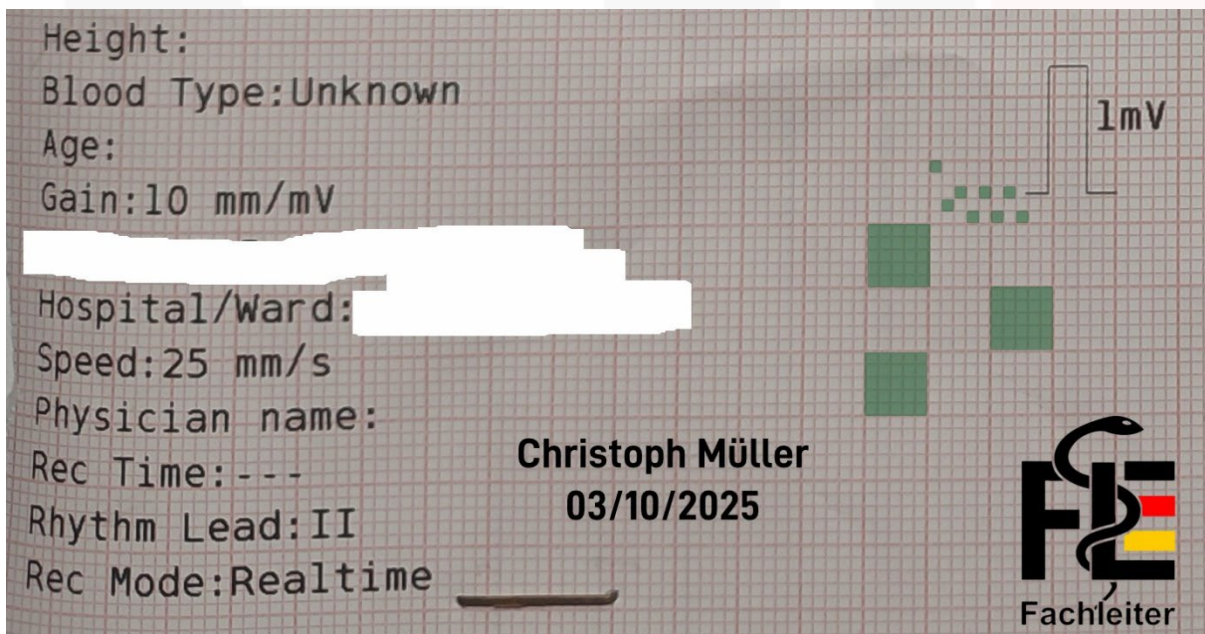 Height:
Blood Type:Unknown
Age:
1mV
Gain:10 mm/mV
Hospital/Ward:
Speed:25 mm/s
Physician name:
Christoph Müller
Rec Time:---
03/10/2025
Rhythm Lead:II
Rec Mode:Realtime
FLE
Fachleiter